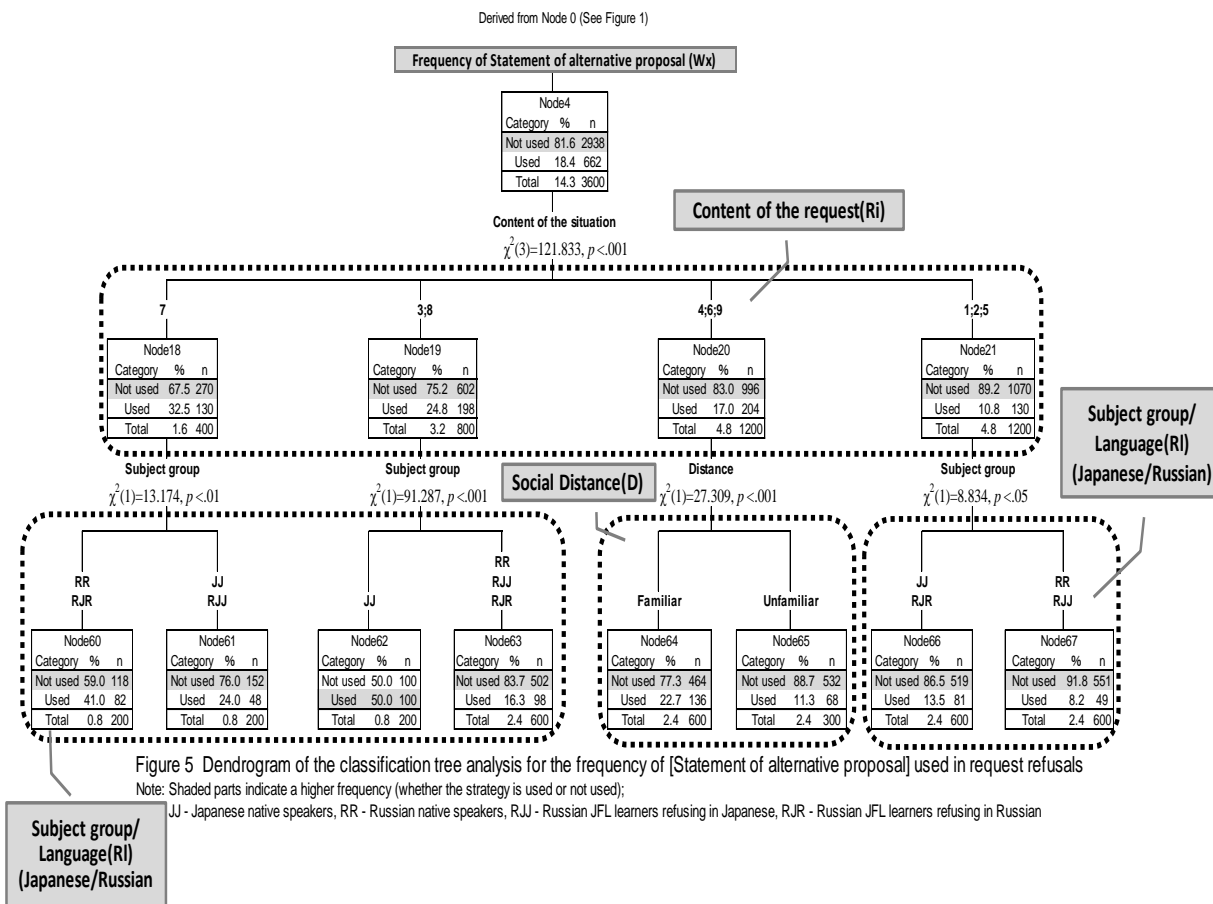 Derived from Node 0 (See Figure 1)
Frequency of Statement of alternative proposal (Wx)
Node4
Category % n
Not used 81.6 2938
Used 18.4 662
Total 14.3 3600
Content of the situation
χ²(3)=121.833, p<.001
Content of the request(Ri)
7
3;8
4;6;9
1;2;5
Node18
Category % n
Not used 67.5 270
Used 32.5 130
Total 1.6 400
Node19
Category % n
Not used 75.2 602
Used 24.8 198
Total 3.2 800
Node20
Category % n
Not used 83.0 996
Used 17.0 204
Total 4.8 1200
Node21
Category % n
Not used 89.2 1070
Used 10.8 130
Total 4.8 1200
Subject group/
Language(Rl)
(Japanese/Russian)
Subject group
χ²(1)=13.174, p<.01
Subject group
χ²(1)=91.287, p<.001
Social Distance(D)
Distance
χ²(1)=27.309, p<.001
Subject group
χ²(1)=8.834, p<.05
RR
RJR
JJ
RJJ
JJ
RR
RJJ
RJR
Familiar
Unfamiliar
JJ
RJR
RR
RJJ
Node60
Category % n
Not used 59.0 118
Used 41.0 82
Total 0.8 200
Node61
Category % n
Not used 76.0 152
Used 24.0 48
Total 0.8 200
Node62
Category % n
Not used 50.0 100
Used 50.0 100
Total 0.8 200
Node63
Category % n
Not used 83.7 502
Used 16.3 98
Total 2.4 600
Node64
Category % n
Not used 77.3 464
Used 22.7 136
Total 2.4 600
Node65
Category % n
Not used 88.7 532
Used 11.3 68
Total 2.4 300
Node66
Category % n
Not used 86.5 519
Used 13.5 81
Total 2.4 600
Node67
Category % n
Not used 91.8 551
Used 8.2 49
Total 2.4 600
Figure 5 Dendrogram of the classification tree analysis for the frequency of [Statement of alternative proposal] used in request refusals
Note: Shaded parts indicate a higher frequency (whether the strategy is used or not used);
JJ - Japanese native speakers, RR - Russian native speakers, RJJ - Russian JFL learners refusing in Japanese, RJR - Russian JFL learners refusing in Russian
Subject group/
Language(Rl)
(Japanese/Russian